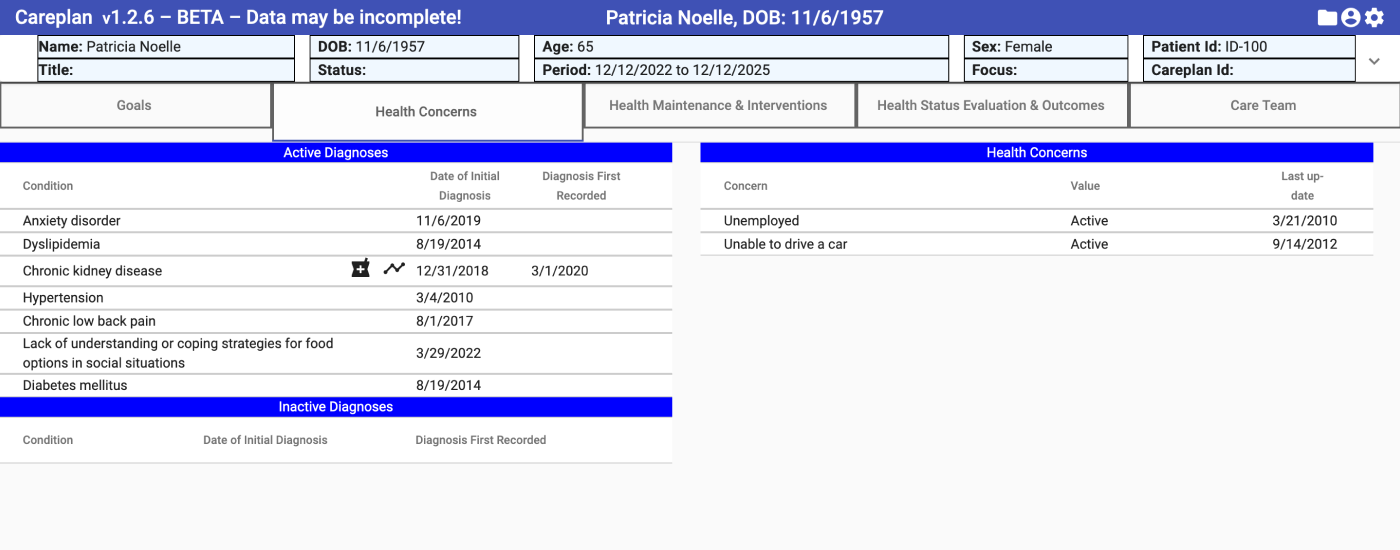 Careplan v1.2.6 – BETA – Data may be incomplete!
Patricia Noelle, DOB: 11/6/1957
Name: Patricia Noelle
DOB: 11/6/1957
Age: 65
Sex: Female
Patient Id: ID-100
Title:
Status:
Period: 12/12/2022 to 12/12/2025
Focus:
Careplan Id:
Goals
Health Concerns
Health Maintenance & Interventions
Health Status Evaluation & Outcomes
Care Team
Active Diagnoses
Condition
Date of Initial
Diagnosis
Diagnosis First
Recorded
Anxiety disorder 11/6/2019
Dyslipidemia 8/19/2014
Chronic kidney disease 12/31/2018 3/1/2020
Hypertension 3/4/2010
Chronic low back pain 8/1/2017
Lack of understanding or coping strategies for food
options in social situations
3/29/2022
Diabetes mellitus 8/19/2014
Inactive Diagnoses
Condition Date of Initial Diagnosis Diagnosis First Recorded
Health Concerns
Concern
Value
Last up-
date
Unemployed Active 3/21/2010
Unable to drive a car Active 9/14/2012